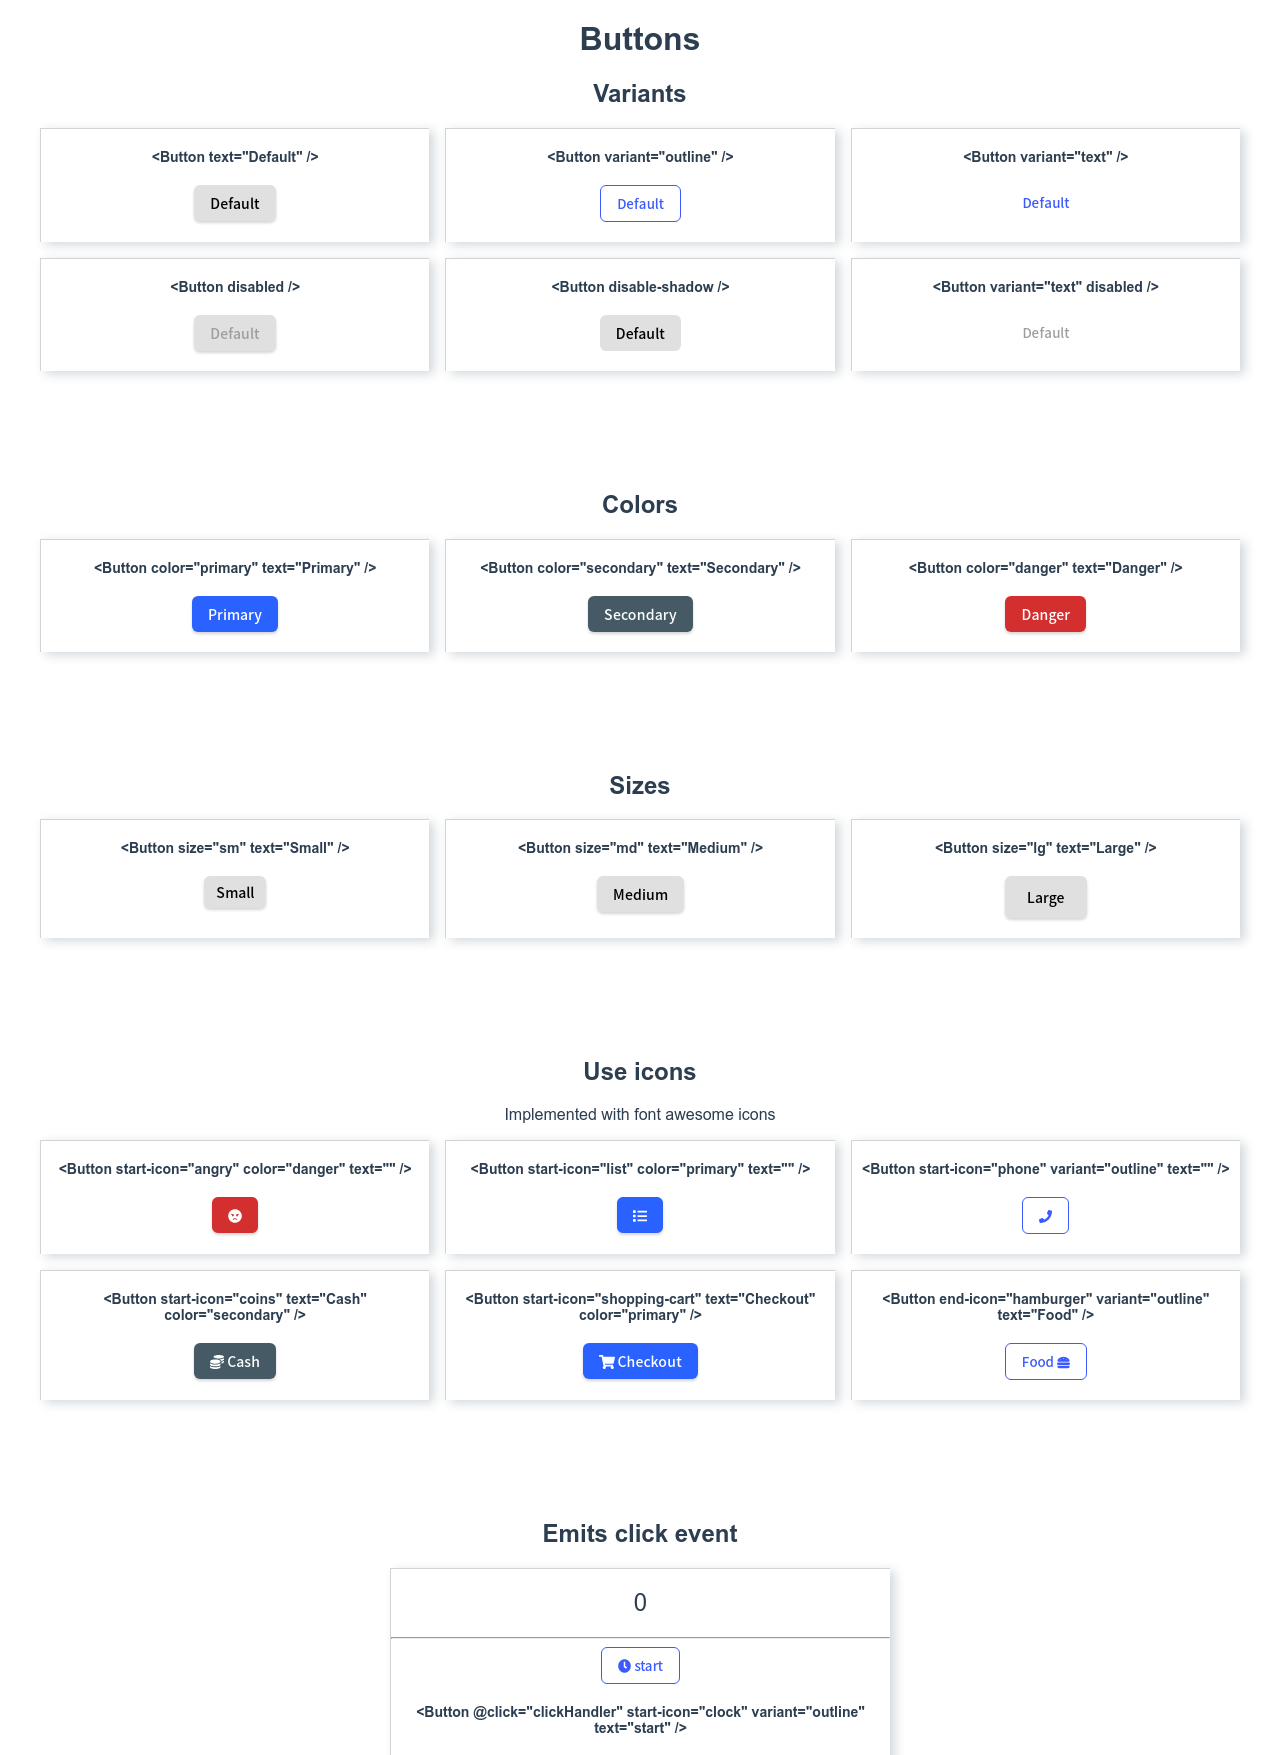 Buttons
Variants
<Button text="Default" />
Default
<Button variant="outline" />
Default
<Button variant="text" />
Default
<Button disabled />
Default
<Button disable-shadow />
Default
<Button variant="text" disabled />
Default
Colors
<Button color="primary" text="Primary" />
Primary
<Button color="secondary" text="Secondary" />
Secondary
<Button color="danger" text="Danger" />
Danger
Sizes
<Button size="sm" text="Small" />
Small
<Button size="md" text="Medium" />
Medium
<Button size="lg" text="Large" />
Large
Use icons
Implemented with font awesome icons
<Button start-icon="angry" color="danger" text="" />
<Button start-icon="list" color="primary" text="" />
<Button start-icon="phone" variant="outline" text="" />
<Button start-icon="coins" text="Cash"
color="secondary" />
Cash
<Button start-icon="shopping-cart" text="Checkout"
color="primary" />
Checkout
<Button end-icon="hamburger" variant="outline"
text="Food" />
Food
Emits click event
0
start
<Button @click="clickHandler" start-icon="clock" variant="outline"
text="start" />